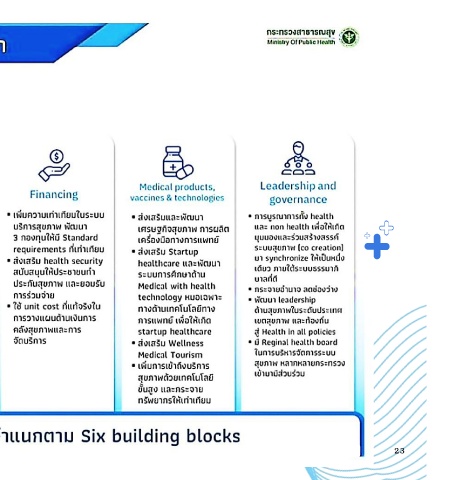 กระทรวงสาธารณสุข
Ministry Of Public Health
Financing
• เพิ่มความเท่าเทียมในระบบ
บริการสุขภาพ พัฒนา
3 กองทุนให้มี Standard
requirements ที่เท่าเทียม
• ส่งเสริม health security
สนับสนุนให้ประชาชนทำ
ประกันสุขภาพ และยอมรับ
การร่วมจ่าย
• ใช้ unit cost ที่แท้จริงใน
การวางแผนด้านเงินการ
คลังสุขภาพและการ
จัดบริการ
Medical products,
vaccines & technologies
• ส่งเสริมและพัฒนา
เศรษฐกิจสุขภาพ การผลิต
เครื่องมือทางการแพทย์
• ส่งเสริม Startup
healthcare และพัฒนา
ระบบการศึกษาด้าน
Medical with health
technology หมอเฉพาะ
ทางด้านเทคโนโลยีทาง
การแพทย์ เพื่อให้เกิด
startup healthcare
• ส่งเสริม Wellness
Medical Tourism
• เพิ่มการเข้าถึงบริการ
สุขภาพด้วยเทคโนโลยี
ขั้นสูง และกระจาย
ทรัพยากรให้เท่าเทียม
Leadership and
governance
• การบูรณาการทั้ง health
และ non health เพื่อให้เกิด
มุมมองและร่วมสร้างสรรค์
ระบบสุขภาพ (co creation)
มา synchronize ให้เป็นหนึ่ง
เดียว ภายใต้ระบบธรรมาภิ
บาลที่ดี
• กระจายอำนาจ ลดช่องว่าง
• พัฒนา leadership
ด้านสุขภาพในระดับประเทศ
เขตสุขภาพ และท้องถิ่น
สู่ Health in all policies
• มี Reginal health board
ในการบริหารจัดการระบบ
สุขภาพ หลากหลายกระทรวง
เข้ามามีส่วนร่วม
จำแนกตาม Six building blocks
23